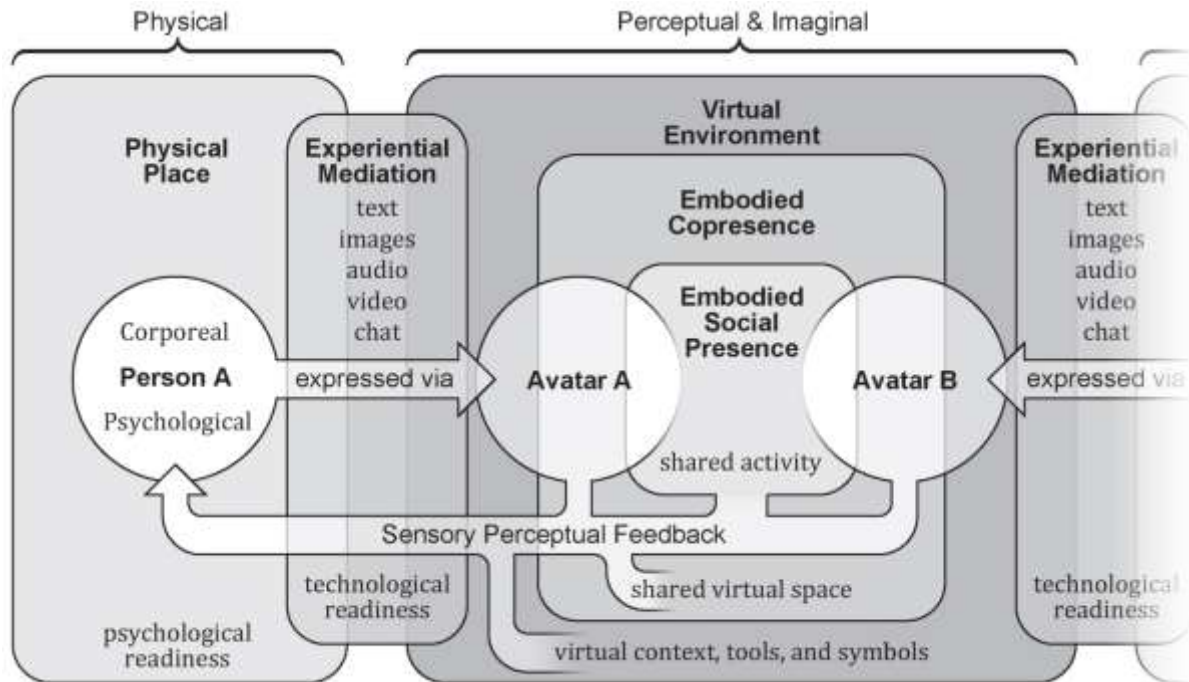 Physical
Perceptual & Imaginal
Physical
Place
Experiential
Mediation
text
images
audio
video
chat
Virtual
Environment
Embodied
Copresence
Embodied
Social
Presence
Experiential
Mediation
text
images
audio
video
chat
Corporeal
Person A
Psychological
expressed via
Avatar A
Avatar B
expressed via
shared activity
Sensory Perceptual Feedback
shared virtual space
virtual context, tools, and symbols
technological
readiness
psychological
readiness
technological
readiness